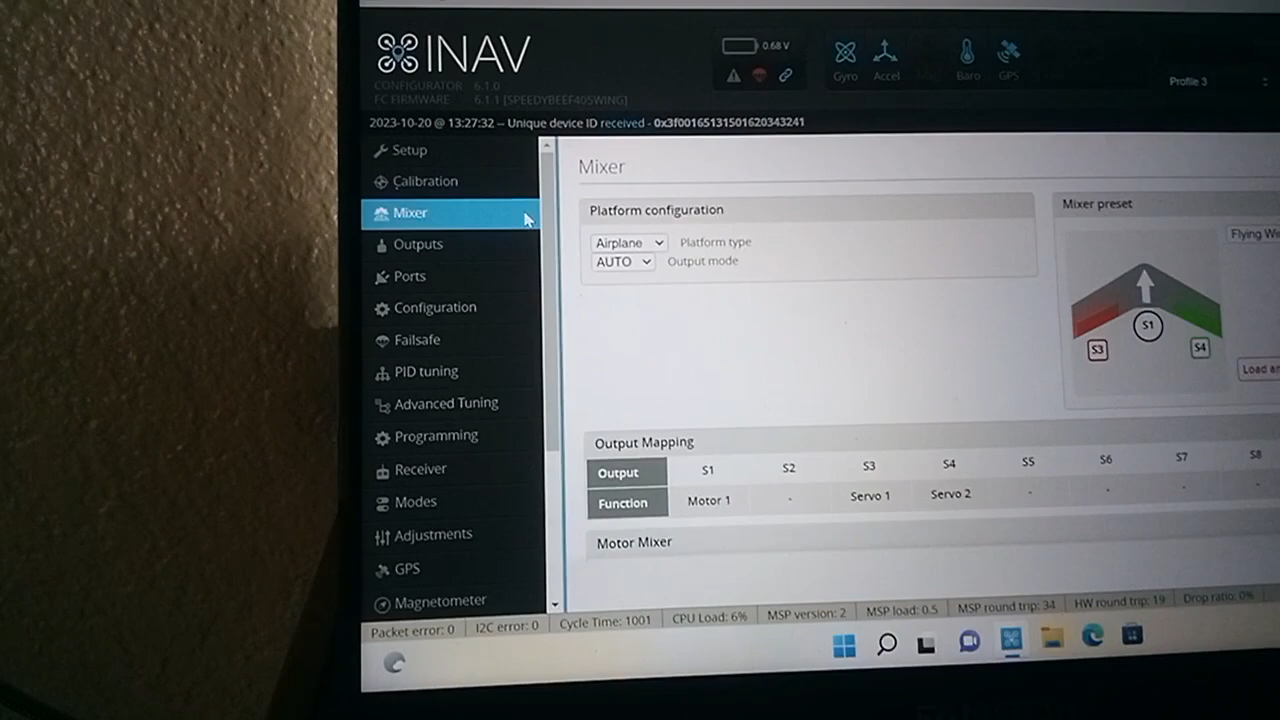 INAV
CONFIGURATOR 6.1.0
FC FIRMWARE 6.1.1 [SPEEDYBEEF405WING]
0.68 V
Gyro
Accel
Baro
GPS
Profile 3
2023-10-20 @ 13:27:32 -- Unique device ID received - 0x3f00165131501620343241
Setup
Calibration
Mixer
Outputs
Ports
Configuration
Failsafe
PID tuning
Advanced Tuning
Programming
Receiver
Modes
Adjustments
GPS
Magnetometer
Mixer
Platform configuration
Airplane Platform type
AUTO Output mode
Mixer preset
Flying Wi
S1
S3
S4
Load an
Output Mapping
Output S1 S2 S3 S4 S5 S6 S7 S8
Function Motor 1 - Servo 1 Servo 2 - - - -
Motor Mixer
Packet error: 0 I2C error: 0 Cycle Time: 1001 CPU Load: 6% MSP version: 2 MSP load: 0.5 MSP round trip: 34 HW round trip: 19 Drop ratio: 0%